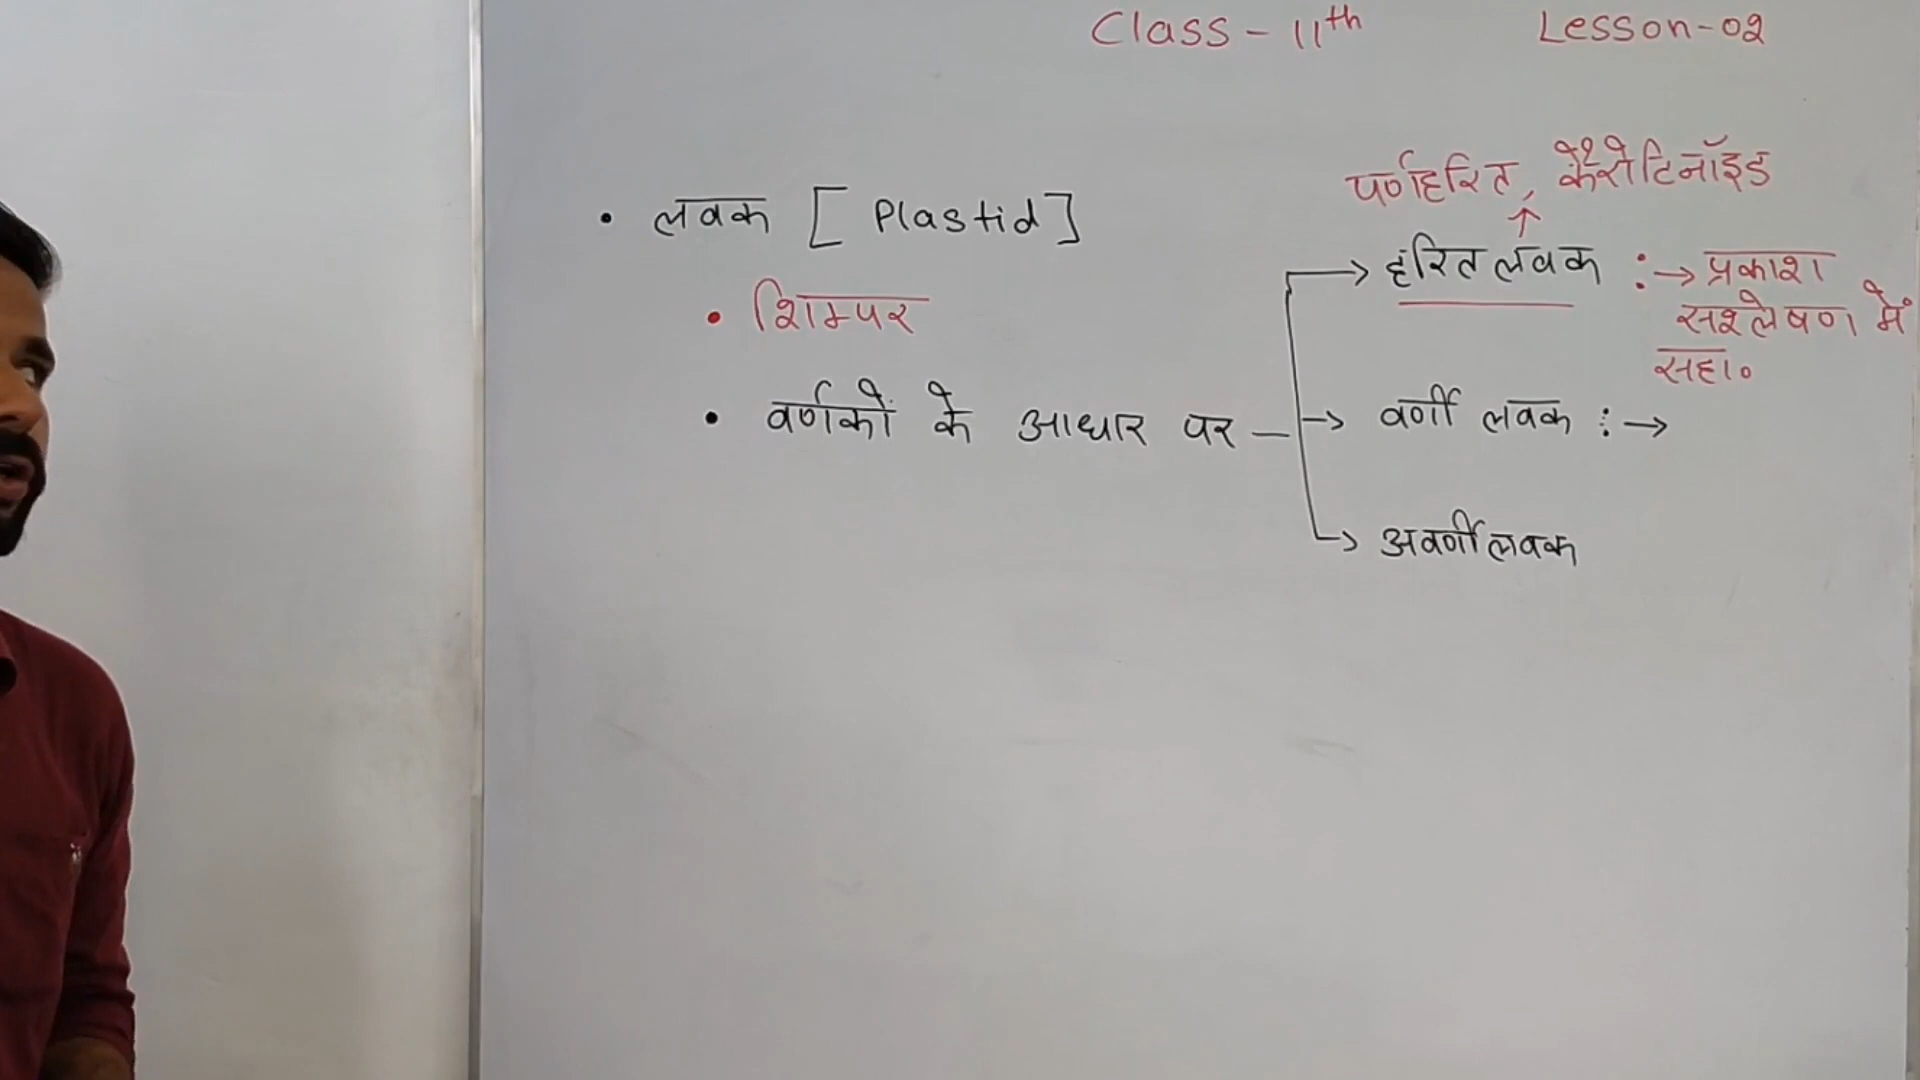 Class - 11th Lesson-02
पर्णहरित, कैरोटिनॉइड
• लवक [ Plastid ]
हरित लवक :→ प्रकाश
• शिम्पर
सश्लेषण में
सहा०
• वर्णकों के आधार पर —
वर्णी लवक :→
अवर्णीलवक